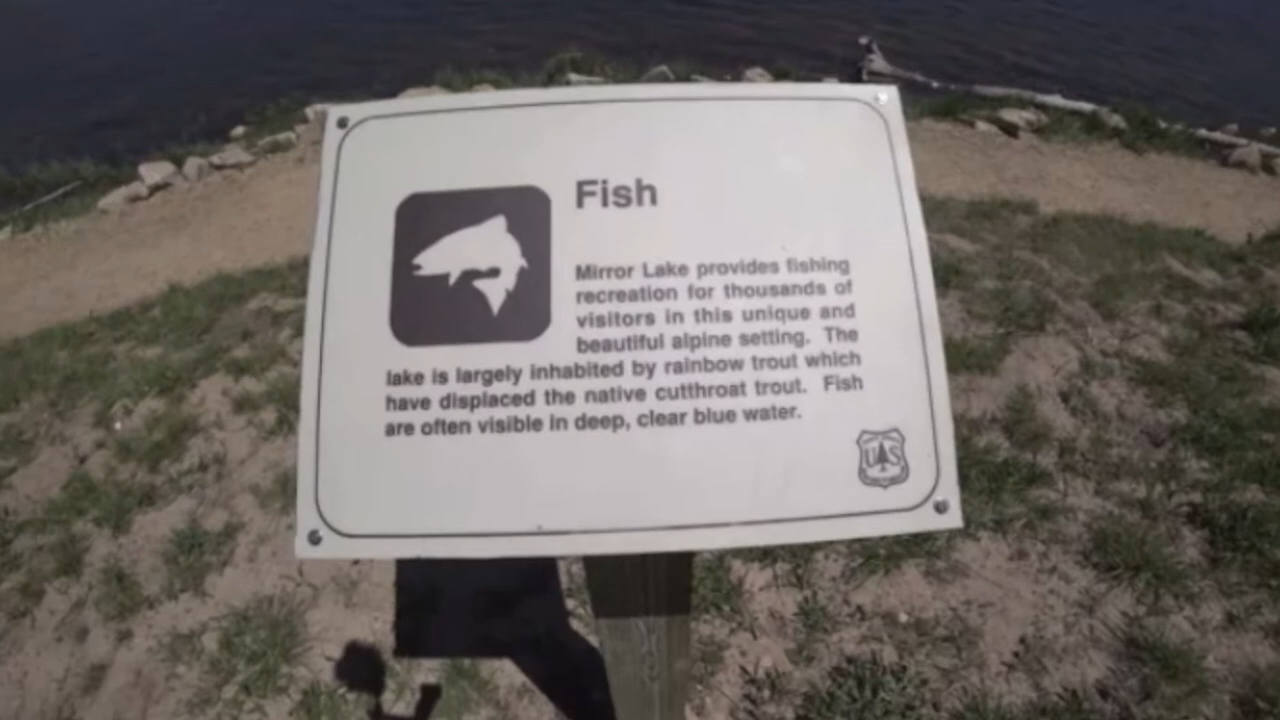 Fish
Mirror Lake provides fishing
recreation for thousands of
visitors in this unique and
beautiful alpine setting. The
lake is largely inhabited by rainbow trout which
have displaced the native cutthroat trout. Fish
are often visible in deep, clear blue water.
US